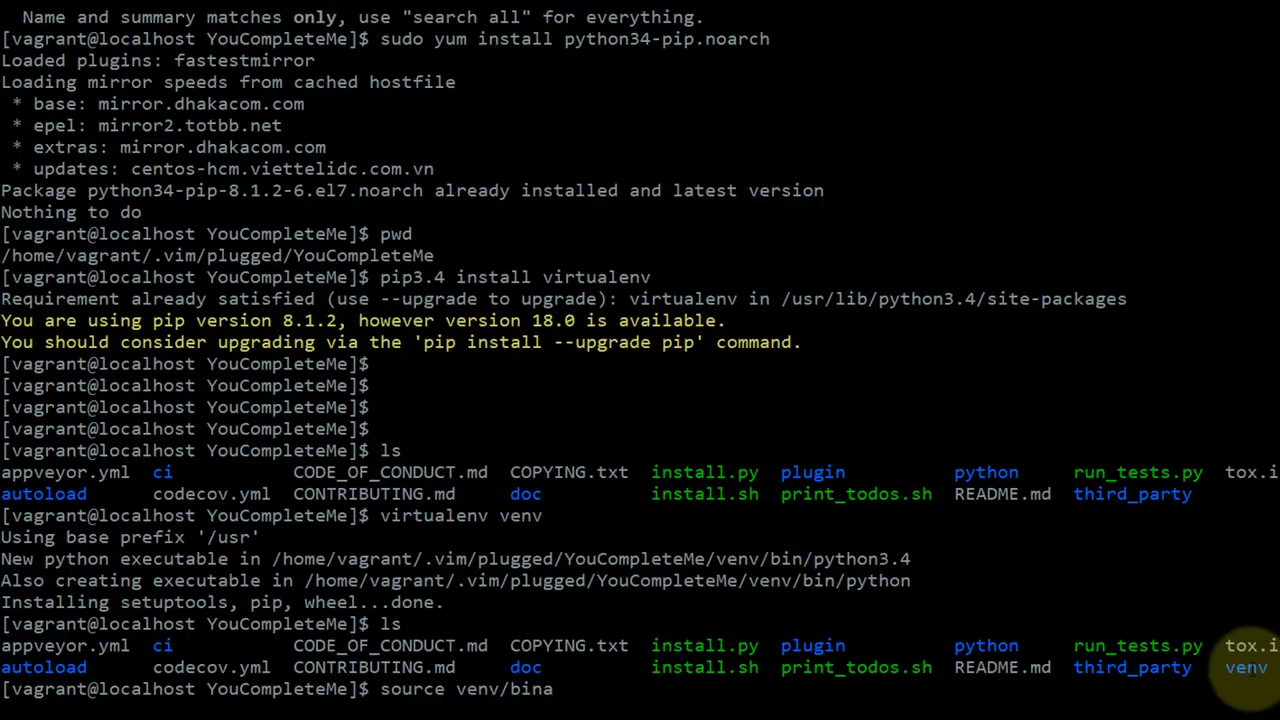 Name and summary matches only, use "search all" for everything.
[vagrant@localhost YouCompleteMe]$ sudo yum install python34-pip.noarch
Loaded plugins: fastestmirror
Loading mirror speeds from cached hostfile
 * base: mirror.dhakacom.com
 * epel: mirror2.totbb.net
 * extras: mirror.dhakacom.com
 * updates: centos-hcm.viettelidc.com.vn
Package python34-pip-8.1.2-6.el7.noarch already installed and latest version
Nothing to do
[vagrant@localhost YouCompleteMe]$ pwd
/home/vagrant/.vim/plugged/YouCompleteMe
[vagrant@localhost YouCompleteMe]$ pip3.4 install virtualenv
Requirement already satisfied (use --upgrade to upgrade): virtualenv in /usr/lib/python3.4/site-packages
You are using pip version 8.1.2, however version 18.0 is available.
You should consider upgrading via the 'pip install --upgrade pip' command.
[vagrant@localhost YouCompleteMe]$
[vagrant@localhost YouCompleteMe]$
[vagrant@localhost YouCompleteMe]$
[vagrant@localhost YouCompleteMe]$
[vagrant@localhost YouCompleteMe]$ ls
appveyor.yml ci CODE_OF_CONDUCT.md COPYING.txt install.py plugin python run_tests.py tox.i
autoload codecov.yml CONTRIBUTING.md doc install.sh print_todos.sh README.md third_party
[vagrant@localhost YouCompleteMe]$ virtualenv venv
Using base prefix '/usr'
New python executable in /home/vagrant/.vim/plugged/YouCompleteMe/venv/bin/python3.4
Also creating executable in /home/vagrant/.vim/plugged/YouCompleteMe/venv/bin/python
Installing setuptools, pip, wheel...done.
[vagrant@localhost YouCompleteMe]$ ls
appveyor.yml ci CODE_OF_CONDUCT.md COPYING.txt install.py plugin python run_tests.py tox.i
autoload codecov.yml CONTRIBUTING.md doc install.sh print_todos.sh README.md third_party venv
[vagrant@localhost YouCompleteMe]$ source venv/bina